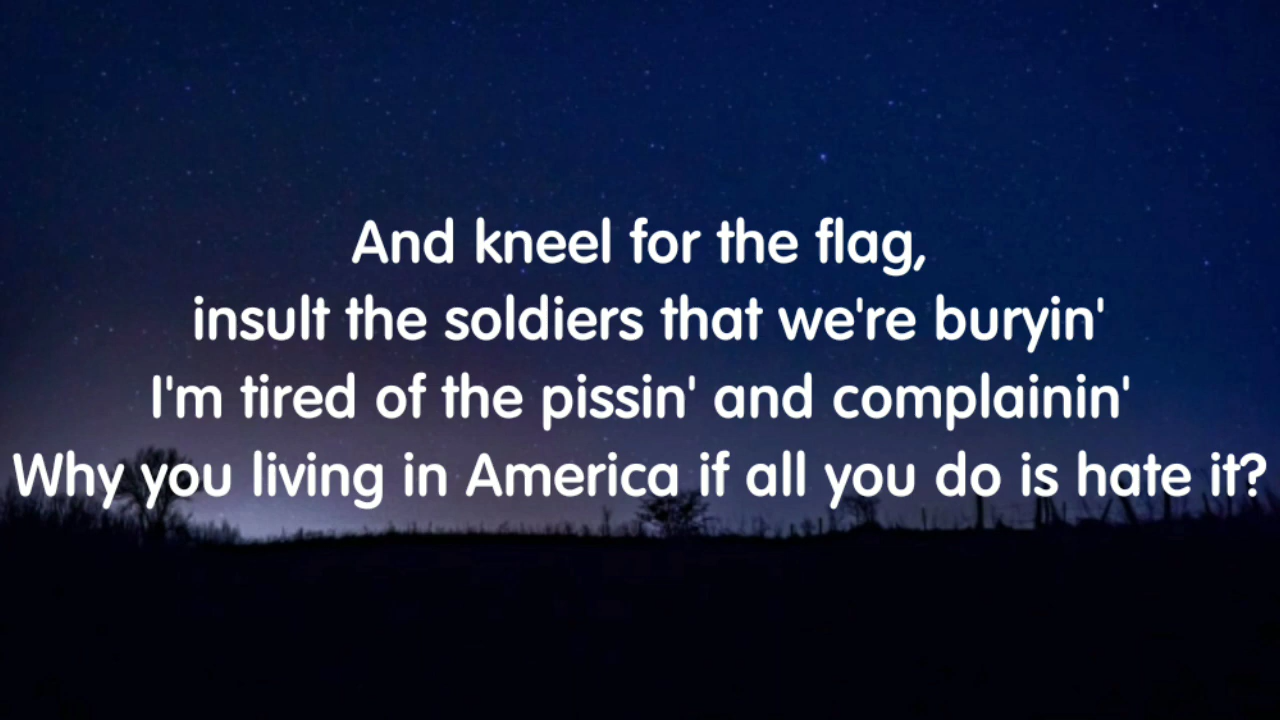 And kneel for the flag,
insult the soldiers that we're buryin'
I'm tired of the pissin' and complainin'
Why you living in America if all you do is hate it?